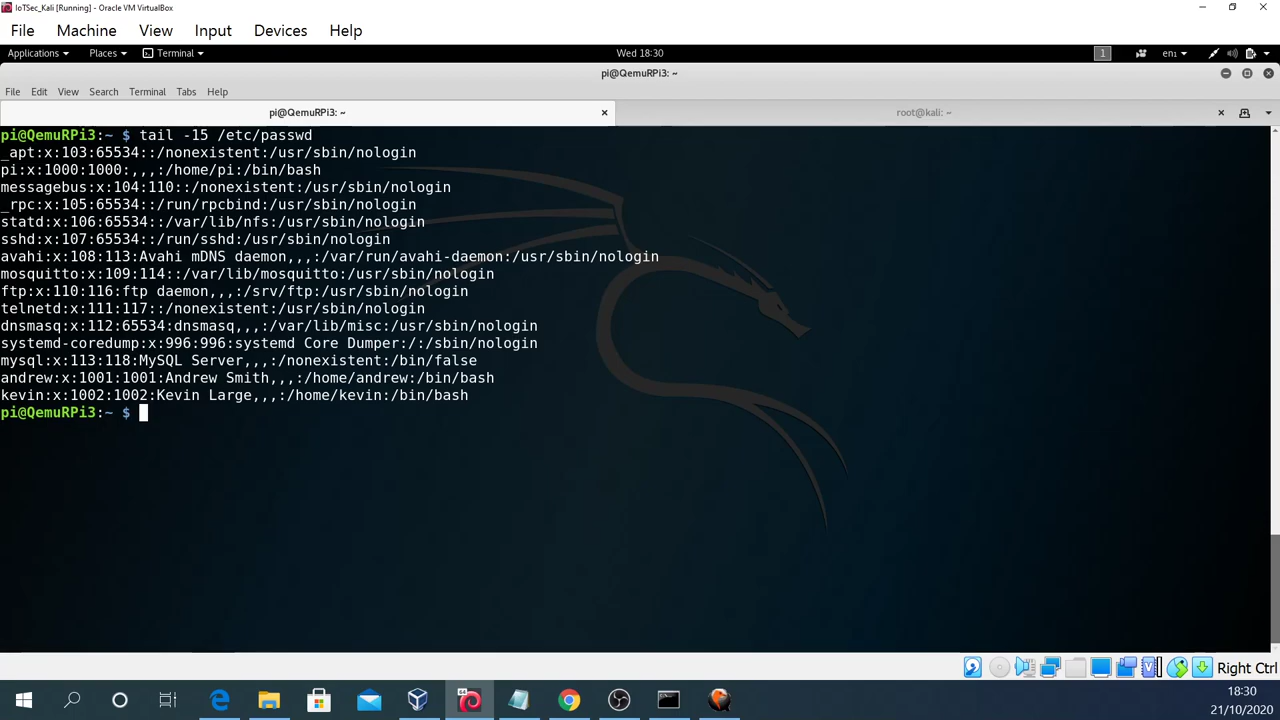 IoTSec_Kali [Running] - Oracle VM VirtualBox
File Machine View Input Devices Help
Applications Places Terminal Wed 18:30 1 en1
pi@QemuRPi3: ~
File Edit View Search Terminal Tabs Help
pi@QemuRPi3: ~ × root@kali: ~ ×
pi@QemuRPi3:~ $ tail -15 /etc/passwd
_apt:x:103:65534::/nonexistent:/usr/sbin/nologin
pi:x:1000:1000:,,,:/home/pi:/bin/bash
messagebus:x:104:110::/nonexistent:/usr/sbin/nologin
_rpc:x:105:65534::/run/rpcbind:/usr/sbin/nologin
statd:x:106:65534::/var/lib/nfs:/usr/sbin/nologin
sshd:x:107:65534::/run/sshd:/usr/sbin/nologin
avahi:x:108:113:Avahi mDNS daemon,,,:/var/run/avahi-daemon:/usr/sbin/nologin
mosquitto:x:109:114::/var/lib/mosquitto:/usr/sbin/nologin
ftp:x:110:116:ftp daemon,,,:/srv/ftp:/usr/sbin/nologin
telnetd:x:111:117::/nonexistent:/usr/sbin/nologin
dnsmasq:x:112:65534:dnsmasq,,,:/var/lib/misc:/usr/sbin/nologin
systemd-coredump:x:996:996:systemd Core Dumper:/:/sbin/nologin
mysql:x:113:118:MySQL Server,,,:/nonexistent:/bin/false
andrew:x:1001:1001:Andrew Smith,,,:/home/andrew:/bin/bash
kevin:x:1002:1002:Kevin Large,,,:/home/kevin:/bin/bash
pi@QemuRPi3:~ $
Right Ctrl
18:30
21/10/2020